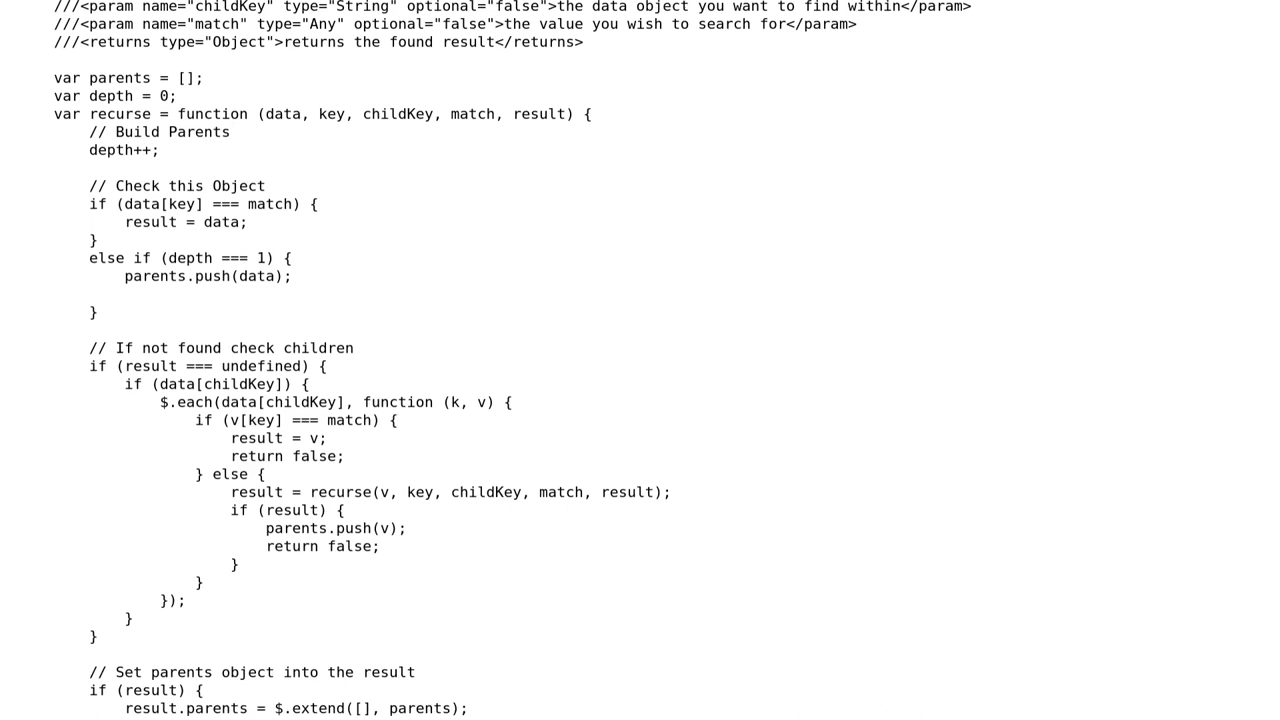 ///<param name="childKey" type="String" optional="false">the data object you want to find within</param>
///<param name="match" type="Any" optional="false">the value you wish to search for</param>
///<returns type="Object">returns the found result</returns>

var parents = [];
var depth = 0;
var recurse = function (data, key, childKey, match, result) {
    // Build Parents
    depth++;

    // Check this Object
    if (data[key] === match) {
        result = data;
    }
    else if (depth === 1) {
        parents.push(data);

    }

    // If not found check children
    if (result === undefined) {
        if (data[childKey]) {
            $.each(data[childKey], function (k, v) {
                if (v[key] === match) {
                    result = v;
                    return false;
                } else {
                    result = recurse(v, key, childKey, match, result);
                    if (result) {
                        parents.push(v);
                        return false;
                    }
                }
            });
        }
    }

    // Set parents object into the result
    if (result) {
        result.parents = $.extend([], parents);